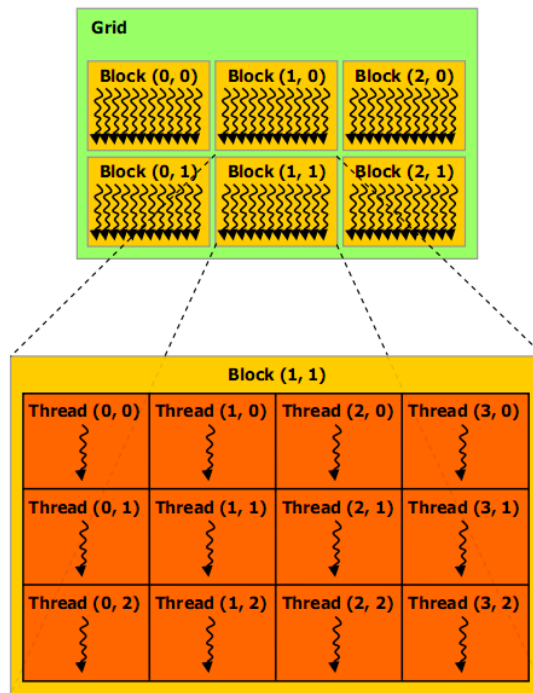 Grid
Block (0, 0) Block (1, 0) Block (2, 0)
Block (0, 1) Block (1, 1) Block (2, 1)
Block (1, 1)
Thread (0, 0) Thread (1, 0) Thread (2, 0) Thread (3, 0)
Thread (0, 1) Thread (1, 1) Thread (2, 1) Thread (3, 1)
Thread (0, 2) Thread (1, 2) Thread (2, 2) Thread (3, 2)